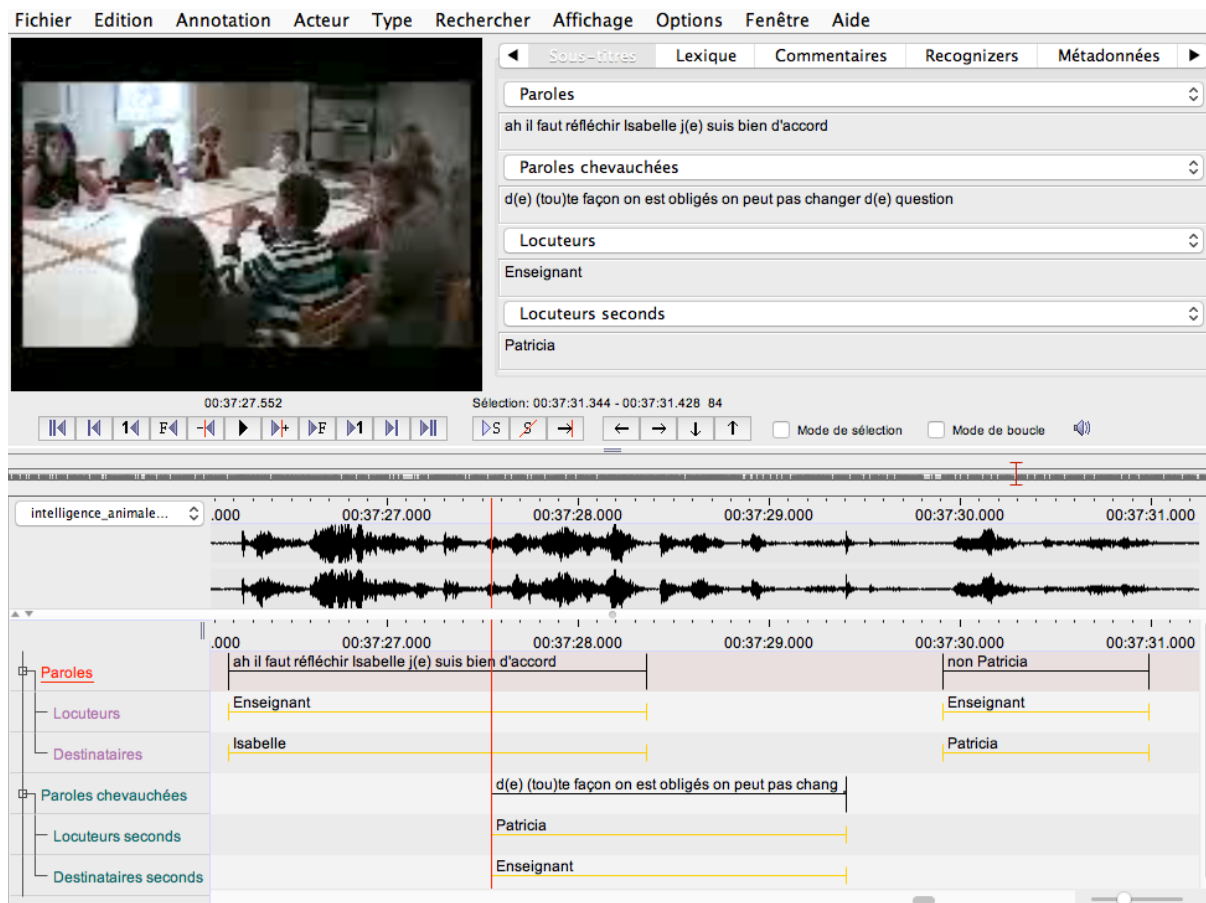 Fichier Edition Annotation Acteur Type Rechercher Affichage Options Fenêtre Aide
Sous-titres Lexique Commentaires Recognizers Métadonnées
Paroles
ah il faut réfléchir Isabelle j(e) suis bien d'accord
Paroles chevauchées
d(e) (tou)te façon on est obligés on peut pas changer d(e) question
Locuteurs
Enseignant
Locuteurs seconds
Patricia
00:37:27.552
Sélection: 00:37:31.344 - 00:37:31.428 84
1 F - + F 1 S S Mode de sélection Mode de boucle
intelligence_animale... .000 00:37:27.000 00:37:28.000 00:37:29.000 00:37:30.000 00:37:31.000
.000 00:37:27.000 00:37:28.000 00:37:29.000 00:37:30.000 00:37:31.000
Paroles ah il faut réfléchir Isabelle j(e) suis bien d'accord non Patricia
Locuteurs Enseignant Enseignant
Destinataires Isabelle Patricia
Paroles chevauchées d(e) (tou)te façon on est obligés on peut pas chang
Locuteurs seconds Patricia
Destinataires seconds Enseignant